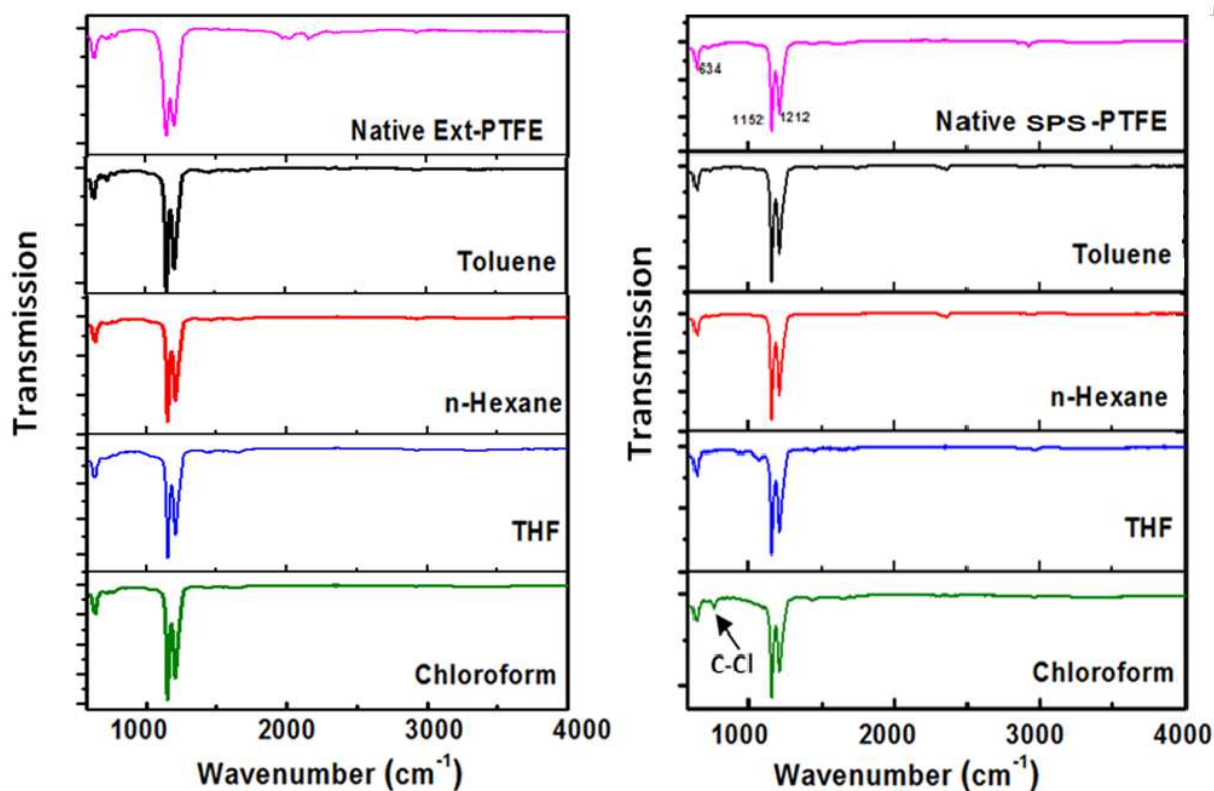 Transmission
Native Ext-PTFE
Toluene
n-Hexane
THF
Chloroform
1000 2000 3000 4000
Wavenumber (cm-1)
Transmission
634
1152 1212
Native SPS-PTFE
Toluene
n-Hexane
THF
C-Cl
Chloroform
1000 2000 3000 4000
Wavenumber (cm-1)